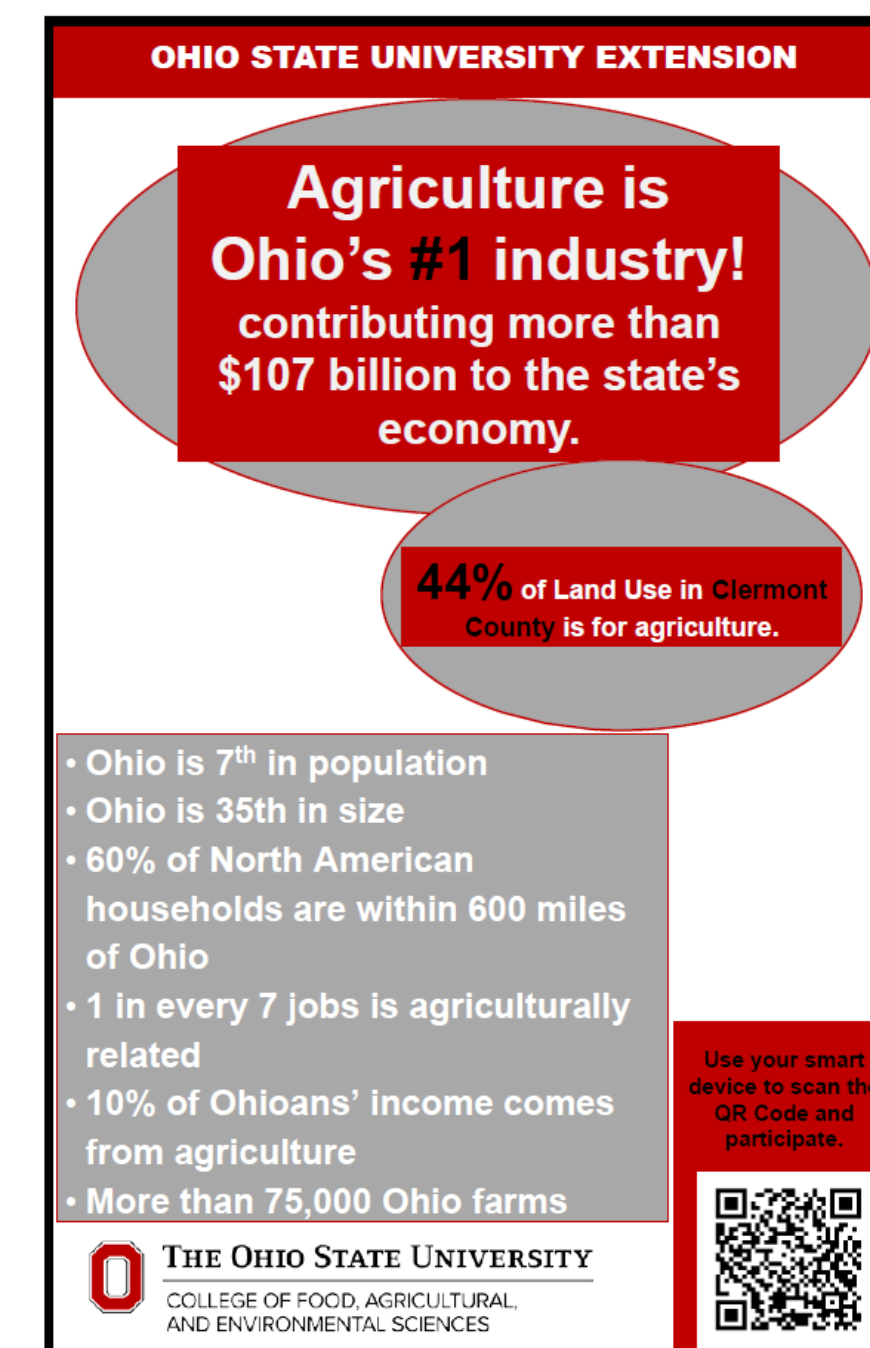 OHIO STATE UNIVERSITY EXTENSION
Agriculture is
Ohio’s #1 industry!
contributing more than
$107 billion to the state’s
economy.
44% of Land Use in Clermont
County is for agriculture.
• Ohio is 7th in population
• Ohio is 35th in size
• 60% of North American
households are within 600 miles
of Ohio
• 1 in every 7 jobs is agriculturally
related
• 10% of Ohioans’ income comes
from agriculture
• More than 75,000 Ohio farms
Use your smart
device to scan the
QR Code and
participate.
THE OHIO STATE UNIVERSITY
COLLEGE OF FOOD, AGRICULTURAL,
AND ENVIRONMENTAL SCIENCES